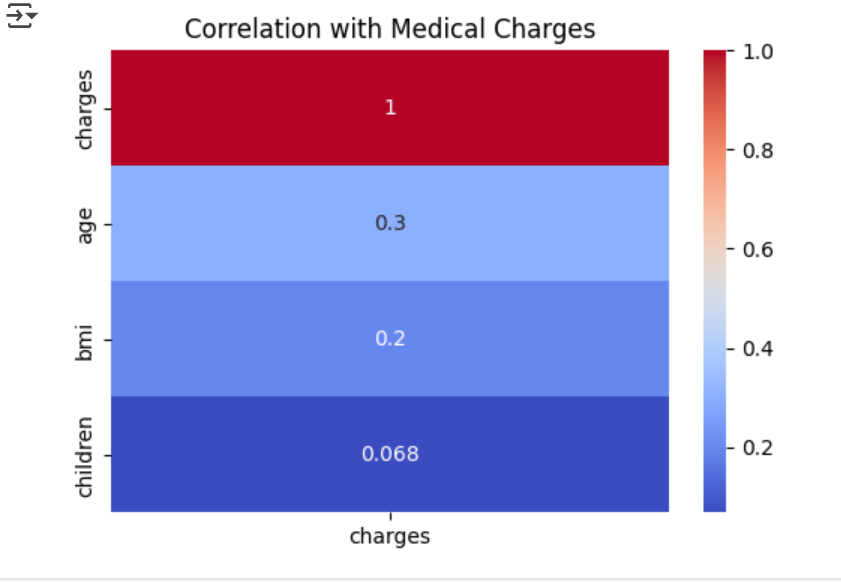 Correlation with Medical Charges
charges
1
age
0.3
bmi
0.2
children
0.068
charges
1.0
0.8
0.6
0.4
0.2